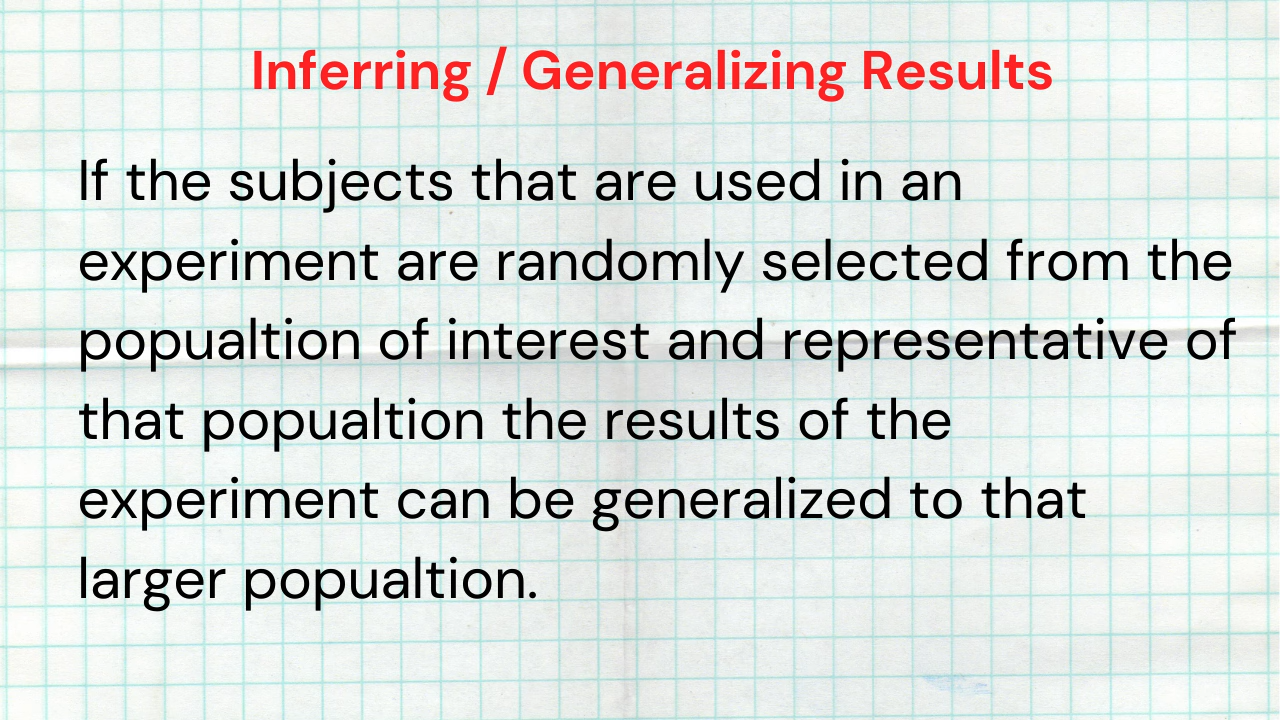 Inferring / Generalizing Results
If the subjects that are used in an
experiment are randomly selected from the
popualtion of interest and representative of
that popualtion the results of the
experiment can be generalized to that
larger popualtion.